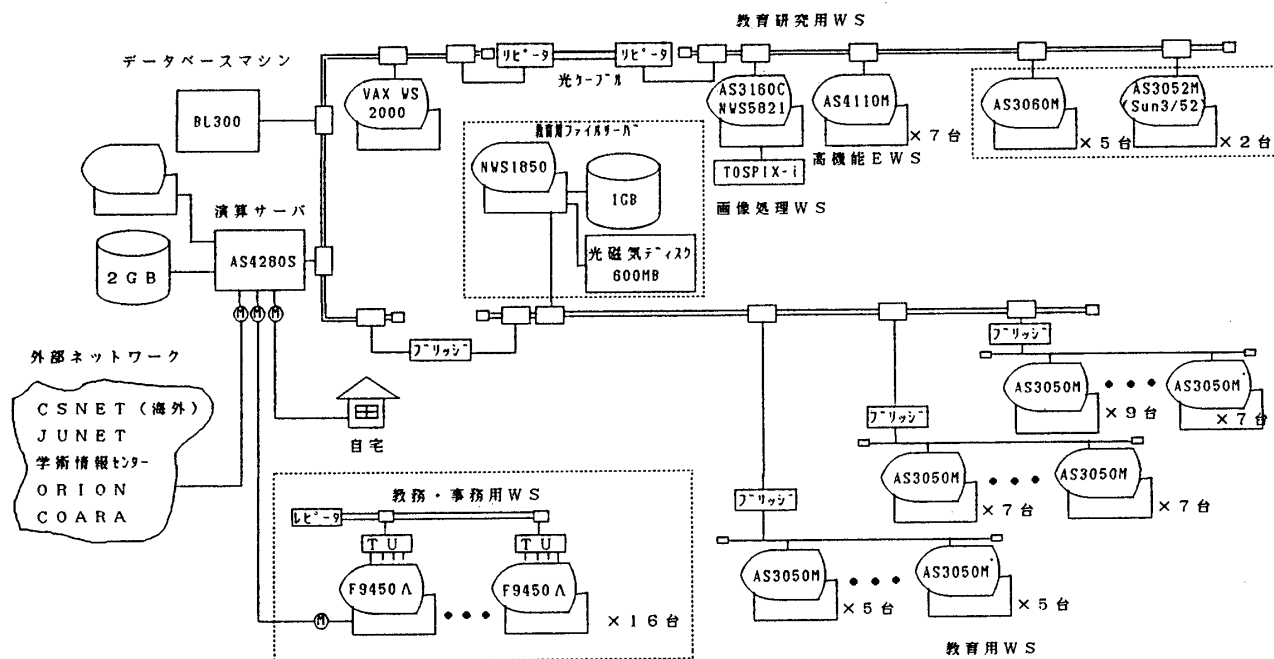 教育研究用WS
データベースマシン
リピータ
リピータ
光ケーブル
BL300
VAX WS
2000
AS3160C
NWS5821
AS4110M
×7台
AS3060M
×5台
AS3052M
(Sun3/52)
×2台
高機能EWS
TOSPIX-i
画像処理WS
教育用ファイルサーバ
NWS1850
1GB
光磁気ディスク
600MB
演算サーバ
AS4280S
2GB
M
M
M
ブリッジ
ブリッジ
AS3050M
AS3050M
×9台
×7台
ブリッジ
AS3050M
AS3050M
×7台
×7台
ブリッジ
AS3050M
AS3050M
×5台
×5台
教育用WS
外部ネットワーク
CSNET(海外)
JUNET
学術情報センター
ORION
COARA
自宅
教務・事務用WS
レピータ
TU
TU
F9450Λ
F9450Λ
×16台
M